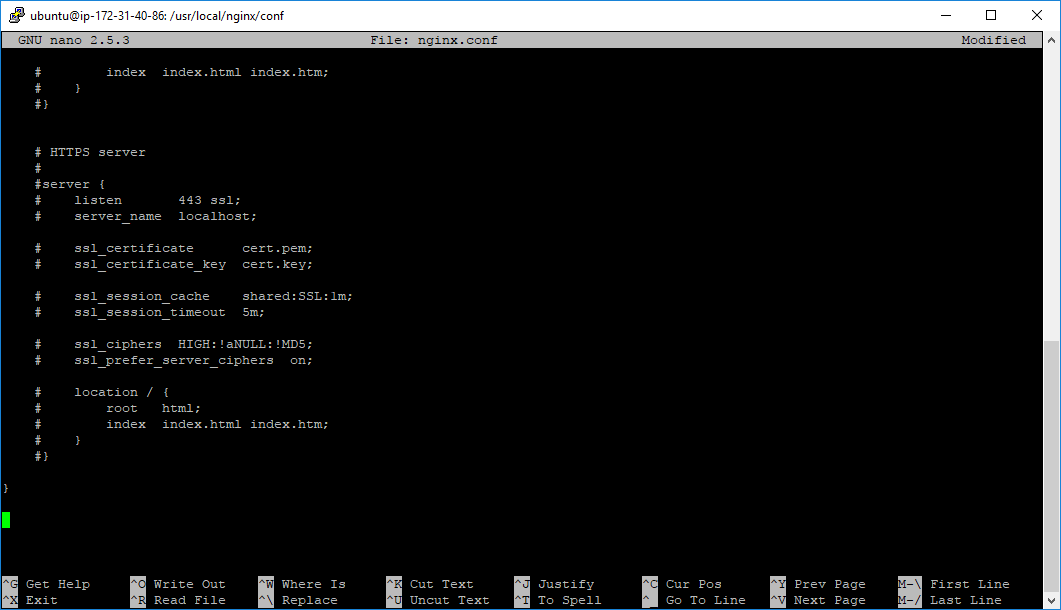 ubuntu@ip-172-31-40-86: /usr/local/nginx/conf
GNU nano 2.5.3 File: nginx.conf Modified
#        index  index.html index.htm;
#    }
#}
# HTTPS server
#
#server {
#    listen       443 ssl;
#    server_name  localhost;
#    ssl_certificate      cert.pem;
#    ssl_certificate_key  cert.key;
#    ssl_session_cache    shared:SSL:1m;
#    ssl_session_timeout  5m;
#    ssl_ciphers  HIGH:!aNULL:!MD5;
#    ssl_prefer_server_ciphers  on;
#    location / {
#        root   html;
#        index  index.html index.htm;
#    }
#}
}
^G Get Help ^O Write Out ^W Where Is ^K Cut Text ^J Justify ^C Cur Pos ^Y Prev Page M-\ First Line
^X Exit ^R Read File ^\ Replace ^U Uncut Text ^T To Spell ^_ Go To Line ^V Next Page M-/ Last Line